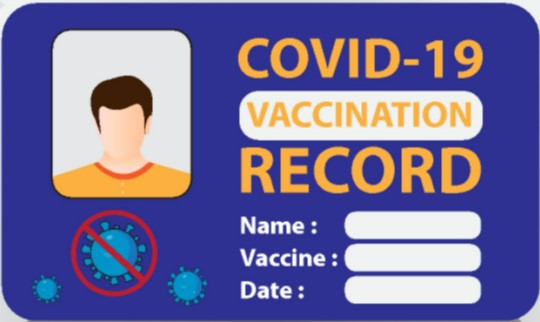 COVID-19
VACCINATION
RECORD
Name :
Vaccine :
Date :